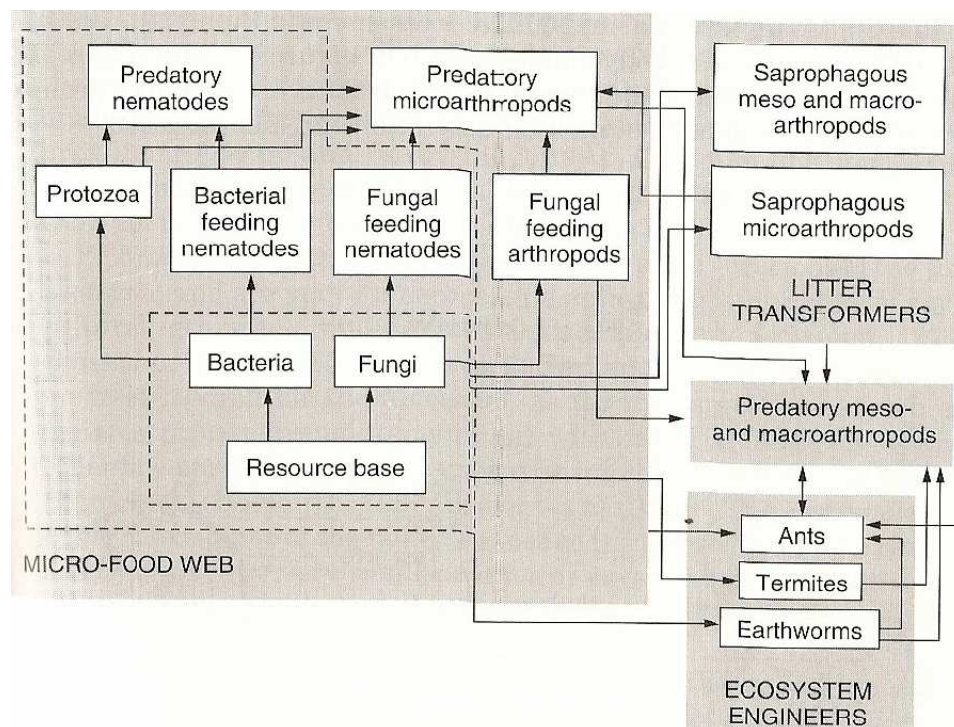 Predatory
nematodes
Predatory
microarthropods
Saprophagous
meso and macro-
arthropods
Protozoa
Bacterial
feeding
nematodes
Fungal
feeding
nematodes
Fungal
feeding
arthropods
Saprophagous
microarthropods
LITTER
TRANSFORMERS
Bacteria
Fungi
Resource base
Predatory meso-
and macroarthropods
MICRO-FOOD WEB
Ants
Termites
Earthworms
ECOSYSTEM
ENGINEERS